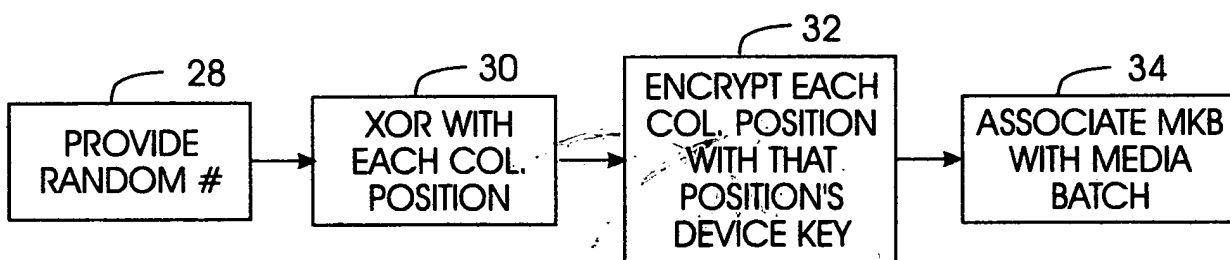 28
PROVIDE
RANDOM #
30
XOR WITH
EACH COL.
POSITION
32
ENCRYPT EACH
COL. POSITION
WITH THAT
POSITION'S
DEVICE KEY
34
ASSOCIATE MKB
WITH MEDIA
BATCH